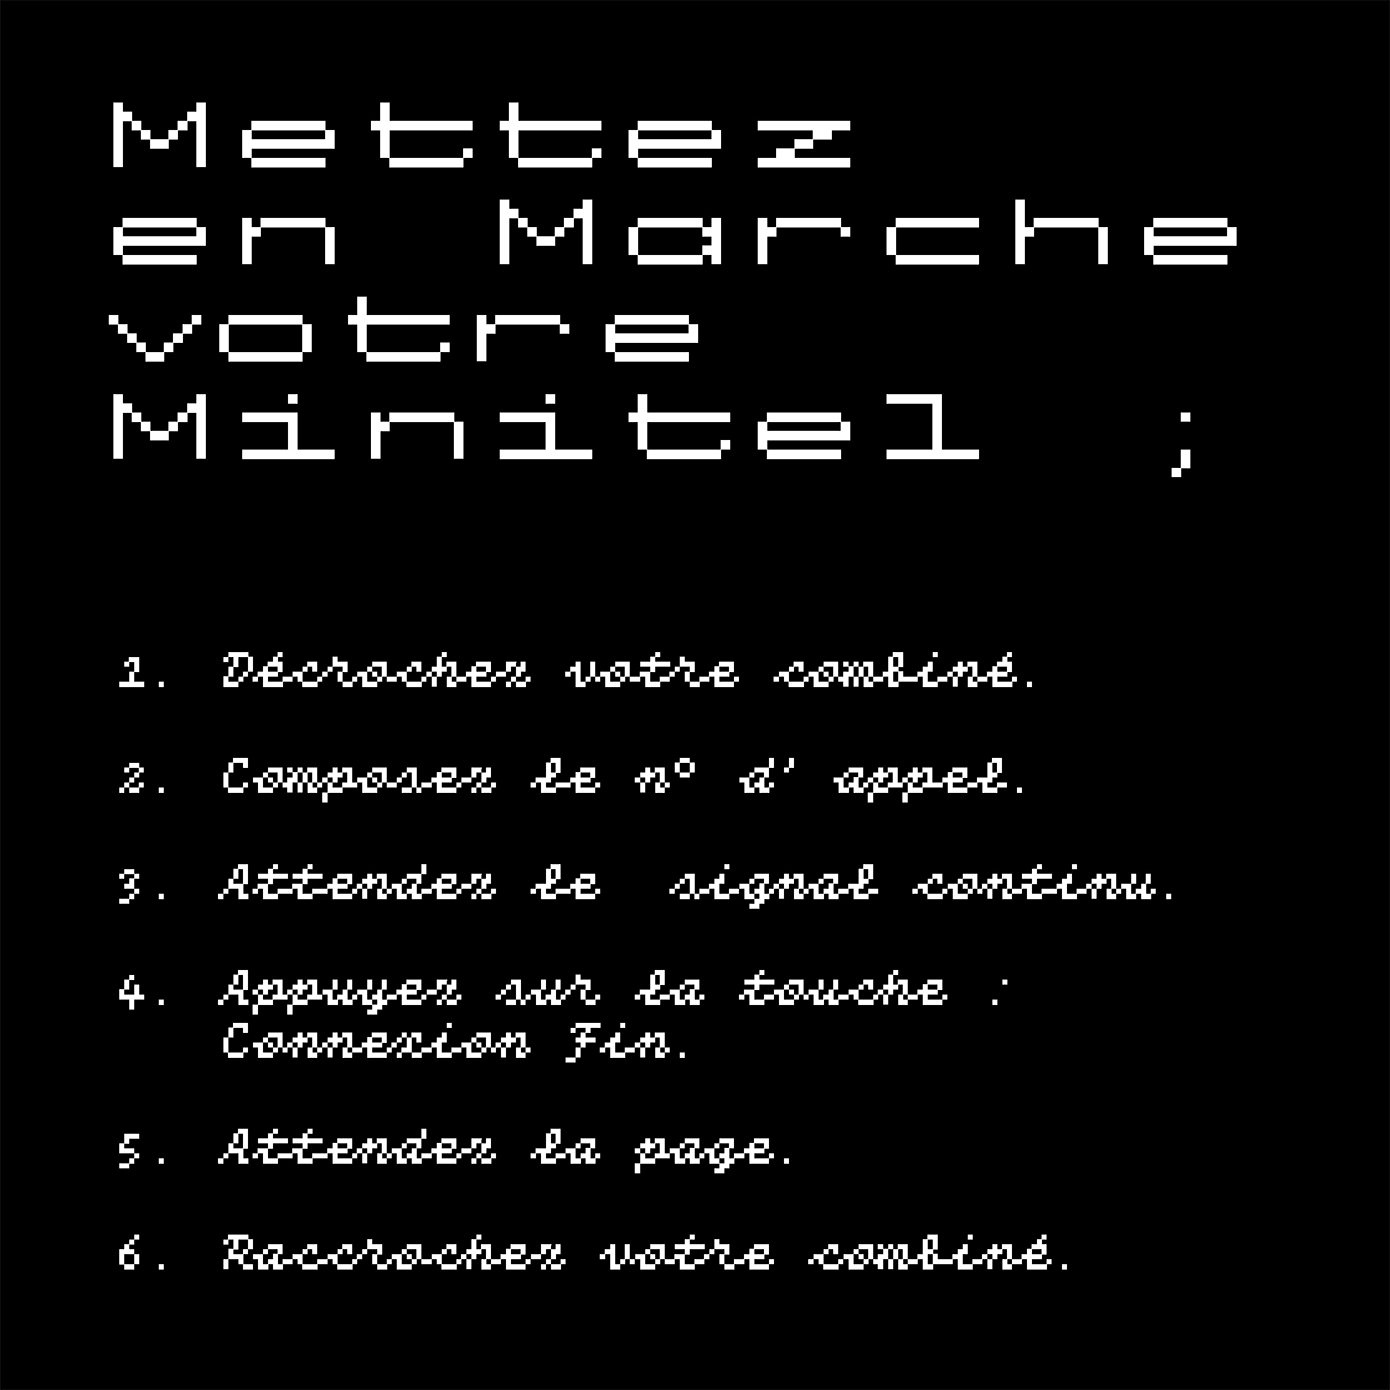 Mettez
en Marche
votre
Minitel ;
1. Décrochez votre combiné.
2. Composez le n° d' appel.
3. Attendez le  signal continu.
4. Appuyez sur la touche :
Connexion Fin.
5. Attendez la page.
6. Raccrochez votre combiné.